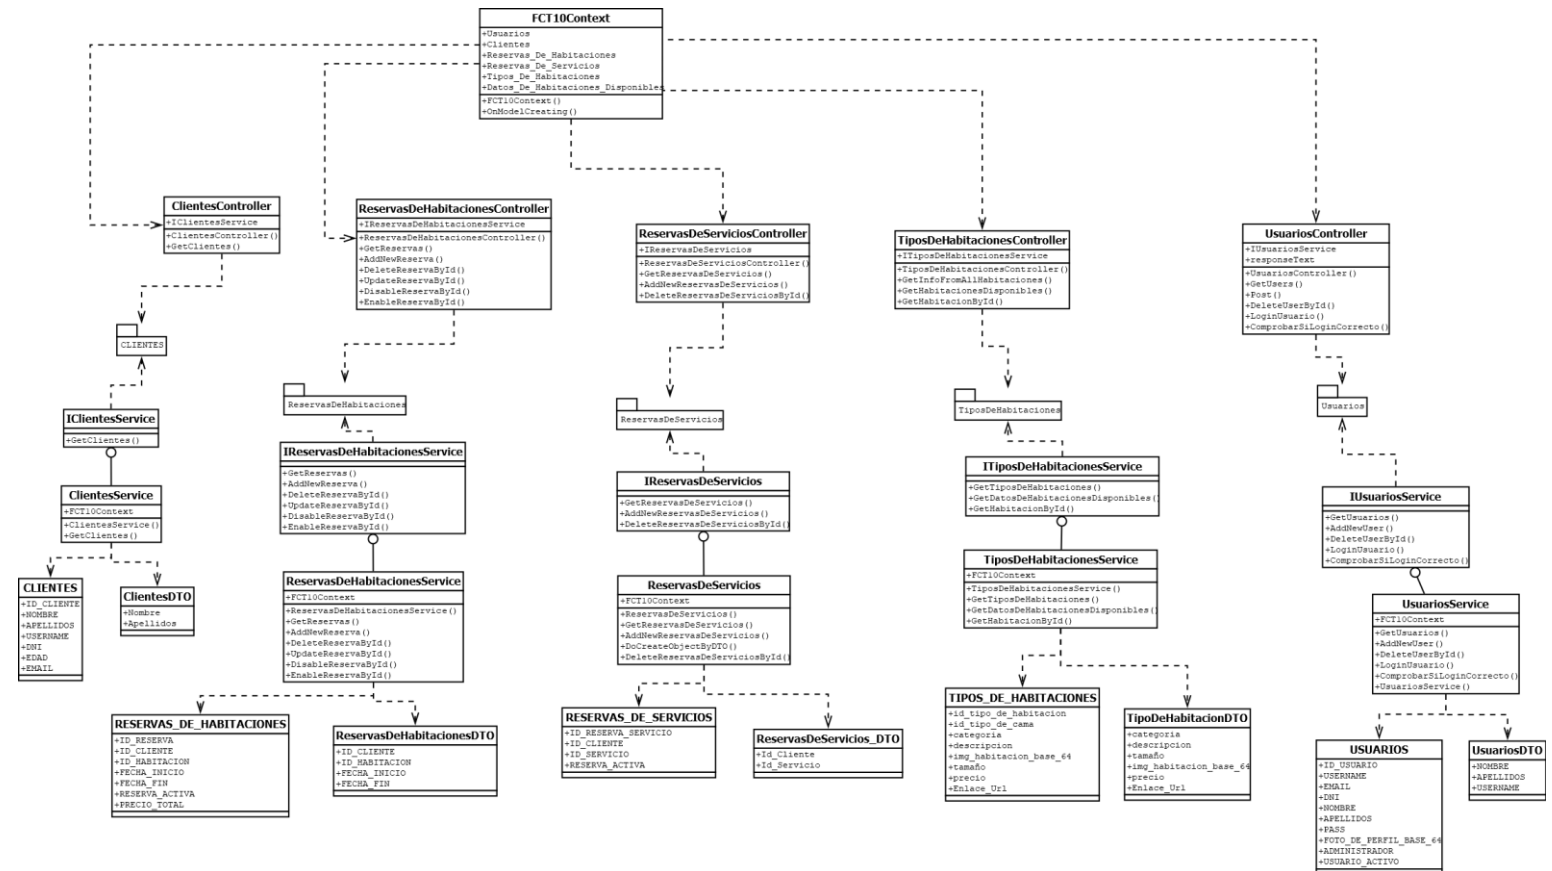 FCT10Context
+Usuarios
+Clientes
+Reservas_De_Habitaciones
+Reservas_De_Servicios
+Tipos_De_Habitaciones
+Datos_De_Habitaciones_Disponibles
+FCT10Context()
+OnModelCreating()
ClientesController
+IClientesService
+ClientesController()
+GetClientes()
ReservasDeHabitacionesController
+IReservasDeHabitacionesService
+ReservasDeHabitacionesController()
+GetReservas()
+AddNewReserva()
+DeleteReservaById()
+UpdateReservaById()
+DisableReservaById()
+EnableReservaById()
ReservasDeServiciosController
+IReservasDeServicios
+ReservasDeServiciosController()
+GetReservasDeServicios()
+AddNewReservasDeServicios()
+DeleteReservasDeServiciosById()
TiposDeHabitacionesController
+ITiposDeHabitacionesService
+TiposDeHabitacionesController()
+GetInfoFromAllHabitaciones()
+GetHabitacionesDisponibles()
+GetHabitacionById()
UsuariosController
+IUsuariosService
+responseText
+UsuariosController()
+GetUsers()
+Post()
+DeleteUserById()
+LoginUsuario()
+ComprobarSiLoginCorrecto()
CLIENTES
ReservasDeHabitaciones
ReservasDeServicios
TiposDeHabitaciones
Usuarios
IClientesService
+GetClientes()
IReservasDeHabitacionesService
+GetReservas()
+AddNewReserva()
+DeleteReservaById()
+UpdateReservaById()
+DisableReservaById()
+EnableReservaById()
IReservasDeServicios
+GetReservasDeServicios()
+AddNewReservasDeServicios()
+DeleteReservasDeServiciosById()
ITiposDeHabitacionesService
+GetTiposDeHabitaciones()
+GetDatosDeHabitacionesDisponibles()
+GetHabitacionById()
IUsuariosService
+GetUsuarios()
+AddNewUser()
+DeleteUserById()
+LoginUsuario()
+ComprobarSiLoginCorrecto()
ClientesService
+FCT10Context
+ClientesService()
+GetClientes()
ReservasDeHabitacionesService
+FCT10Context
+ReservasDeHabitacionesService()
+GetReservas()
+AddNewReserva()
+DeleteReservaById()
+UpdateReservaById()
+DisableReservaById()
+EnableReservaById()
ReservasDeServicios
+FCT10Context
+ReservasDeServicios()
+GetReservasDeServicios()
+AddNewReservasDeServicios()
+DoCreateObjectByDTO()
+DeleteReservasDeServiciosById()
TiposDeHabitacionesService
+FCT10Context
+TiposDeHabitacionesService()
+GetTiposDeHabitaciones()
+GetDatosDeHabitacionesDisponibles()
+GetHabitacionById()
UsuariosService
+FCT10Context
+GetUsuarios()
+AddNewUser()
+DeleteUserById()
+LoginUsuario()
+ComprobarSiLoginCorrecto()
+UsuariosService()
CLIENTES
+ID_CLIENTE
+NOMBRE
+APELLIDOS
+USERNAME
+DNI
+EDAD
+EMAIL
ClientesDTO
+Nombre
+Apellidos
RESERVAS_DE_HABITACIONES
+ID_RESERVA
+ID_CLIENTE
+ID_HABITACION
+FECHA_INICIO
+FECHA_FIN
+RESERVA_ACTIVA
+PRECIO_TOTAL
ReservasDeHabitacionesDTO
+ID_CLIENTE
+ID_HABITACION
+FECHA_INICIO
+FECHA_FIN
RESERVAS_DE_SERVICIOS
+ID_RESERVA_SERVICIO
+ID_CLIENTE
+ID_SERVICIO
+RESERVA_ACTIVA
ReservasDeServicios_DTO
+Id_Cliente
+Id_Servicio
TIPOS_DE_HABITACIONES
+id_tipo_de_habitacion
+id_tipo_de_cama
+categoria
+descripcion
+img_habitacion_base_64
+tamaño
+precio
+Enlace_Url
TipoDeHabitacionDTO
+categoria
+descripcion
+tamaño
+img_habitacion_base_64
+precio
+Enlace_Url
USUARIOS
+ID_USUARIO
+USERNAME
+EMAIL
+DNI
+NOMBRE
+APELLIDOS
+PASS
+FOTO_DE_PERFIL_BASE_64
+ADMINISTRADOR
+USUARIO_ACTIVO
UsuariosDTO
+NOMBRE
+APELLIDOS
+USERNAME